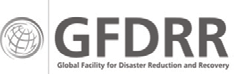 GFDRR
Global Facility for Disaster Reduction and Recovery